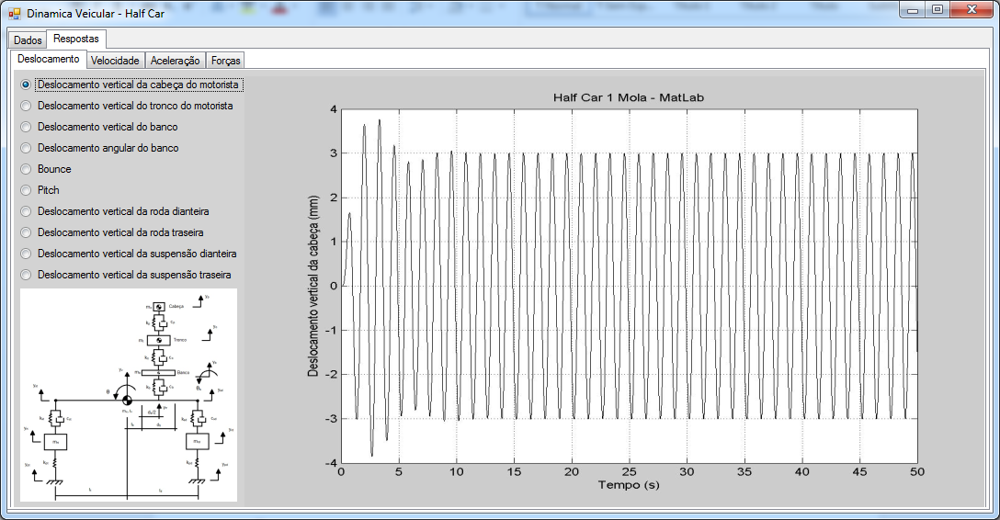 Dinamica Veicular - Half Car
Dados
Respostas
Deslocamento
Velocidade
Aceleração
Forças
Deslocamento vertical da cabeça do motorista
Deslocamento vertical do tronco do motorista
Deslocamento vertical do banco
Deslocamento angular do banco
Bounce
Pitch
Deslocamento vertical da roda dianteira
Deslocamento vertical da roda traseira
Deslocamento vertical da suspensão dianteira
Deslocamento vertical da suspensão traseira
Cabeça
Tronco
Banco
Half Car 1 Mola - MatLab
Deslocamento vertical da cabeça (mm)
4
3
2
1
0
-1
-2
-3
-4
0 5 10 15 20 25 30 35 40 45 50
Tempo (s)